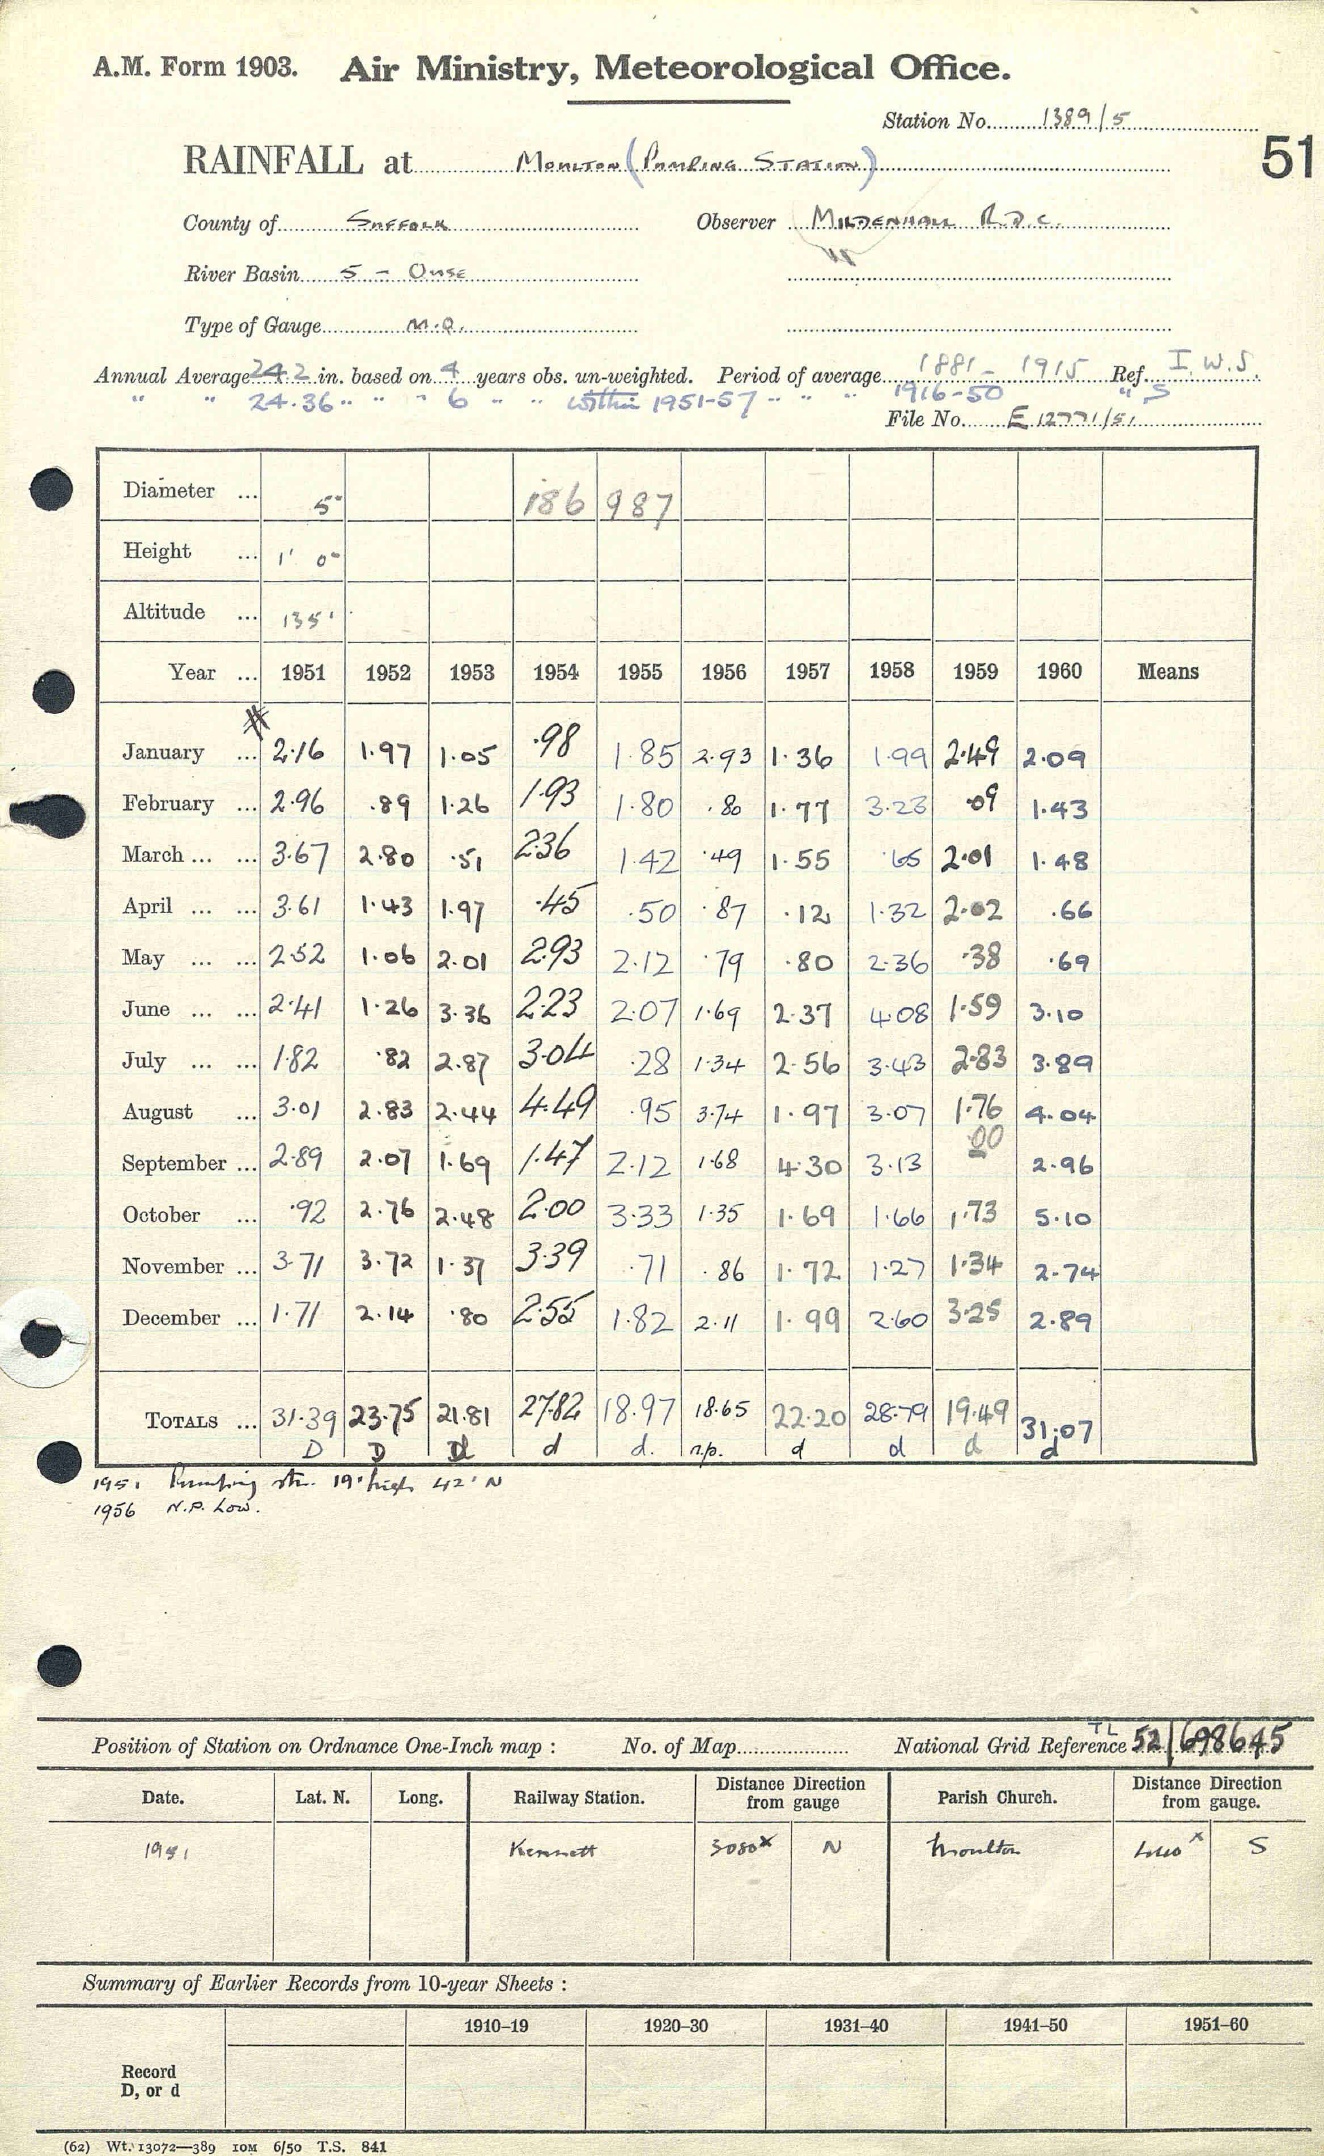 A.M. Form 1903. Air Ministry, Meteorological Office.
Station No. 1389/5
RAINFALL at Moulton (Pumping Station)
51
County of Suffolk Observer Mildenhall R.D.C.
River Basin 5 - Ouse
Type of Gauge M.O.
Annual Average 24.2 in. based on 4 years obs. un-weighted. Period of average 1881 - 1915 Ref. I.W.S.
" " 24.36 " " " 6 " " within 1951-57 " " " 1916-50 " S
File No. E 12771/51
Diameter ... 5" 186 987
Height ... 1' 0"
Altitude ... 135'
Year ... 1951 1952 1953 1954 1955 1956 1957 1958 1959 1960 Means
January ... 2.16 1.97 1.05 .98 1.85 2.93 1.36 1.99 2.49 2.09
February ... 2.96 .89 1.26 1.93 1.80 .80 1.77 3.23 .09 1.43
March ... ... 3.67 2.80 .51 2.36 1.42 .49 1.55 .65 2.01 1.48
April ... ... 3.61 1.43 1.97 .45 .50 .87 .12 1.32 2.02 .66
May ... ... 2.52 1.06 2.01 2.93 2.12 .79 .80 2.36 .38 .69
June ... ... 2.41 1.26 3.36 2.23 2.07 1.69 2.37 4.08 1.59 3.10
July ... ... 1.82 .82 2.87 3.04 .28 1.34 2.56 3.43 2.83 3.89
August ... 3.01 2.83 2.44 4.49 .95 3.74 1.97 3.07 1.76 4.04
September ... 2.89 2.07 1.69 1.47 2.12 1.68 4.30 3.13 .00 2.96
October ... .92 2.76 2.48 2.00 3.33 1.35 1.69 1.66 1.73 5.10
November ... 3.71 3.72 1.37 3.39 .71 .86 1.72 1.27 1.34 2.74
December ... 1.71 2.14 .80 2.55 1.82 2.11 1.99 2.60 3.25 2.89
Totals ... 31.39 23.75 21.81 27.82 18.97 18.65 22.20 28.79 19.49 31.07
D D d d d. n.p. d d d d
1951 Pumping stn. 19' high 42' N
1956 N.P. Low.
Position of Station on Ordnance One-Inch map : No. of Map National Grid Reference TL 52/698645
Date. Lat. N. Long. Railway Station. Distance Direction from gauge Parish Church. Distance Direction from gauge.
1951 Kennett 3080x N Moulton x S
Summary of Earlier Records from 10-year Sheets :
1910–19 1920–30 1931–40 1941–50 1951–60
Record
D, or d
(62) Wt. 13072—389 10M 6/50 T.S. 841